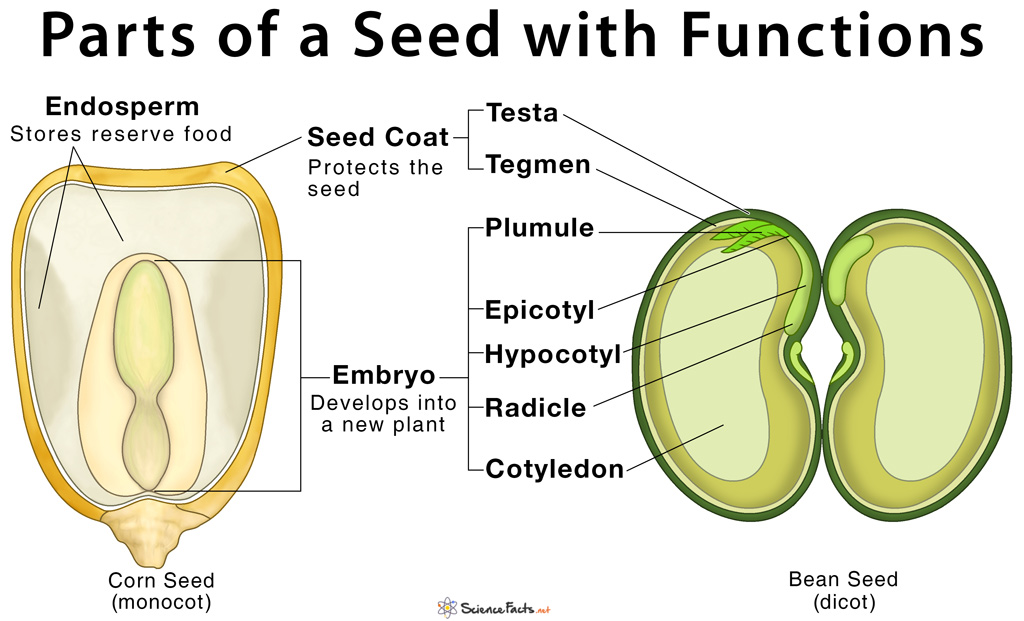 Parts of a Seed with Functions
Endosperm
Stores reserve food
Seed Coat
Protects the
seed
Testa
Tegmen
Plumule
Epicotyl
Hypocotyl
Embryo
Develops into
a new plant
Radicle
Cotyledon
Corn Seed
(monocot)
Bean Seed
(dicot)
ScienceFacts.net